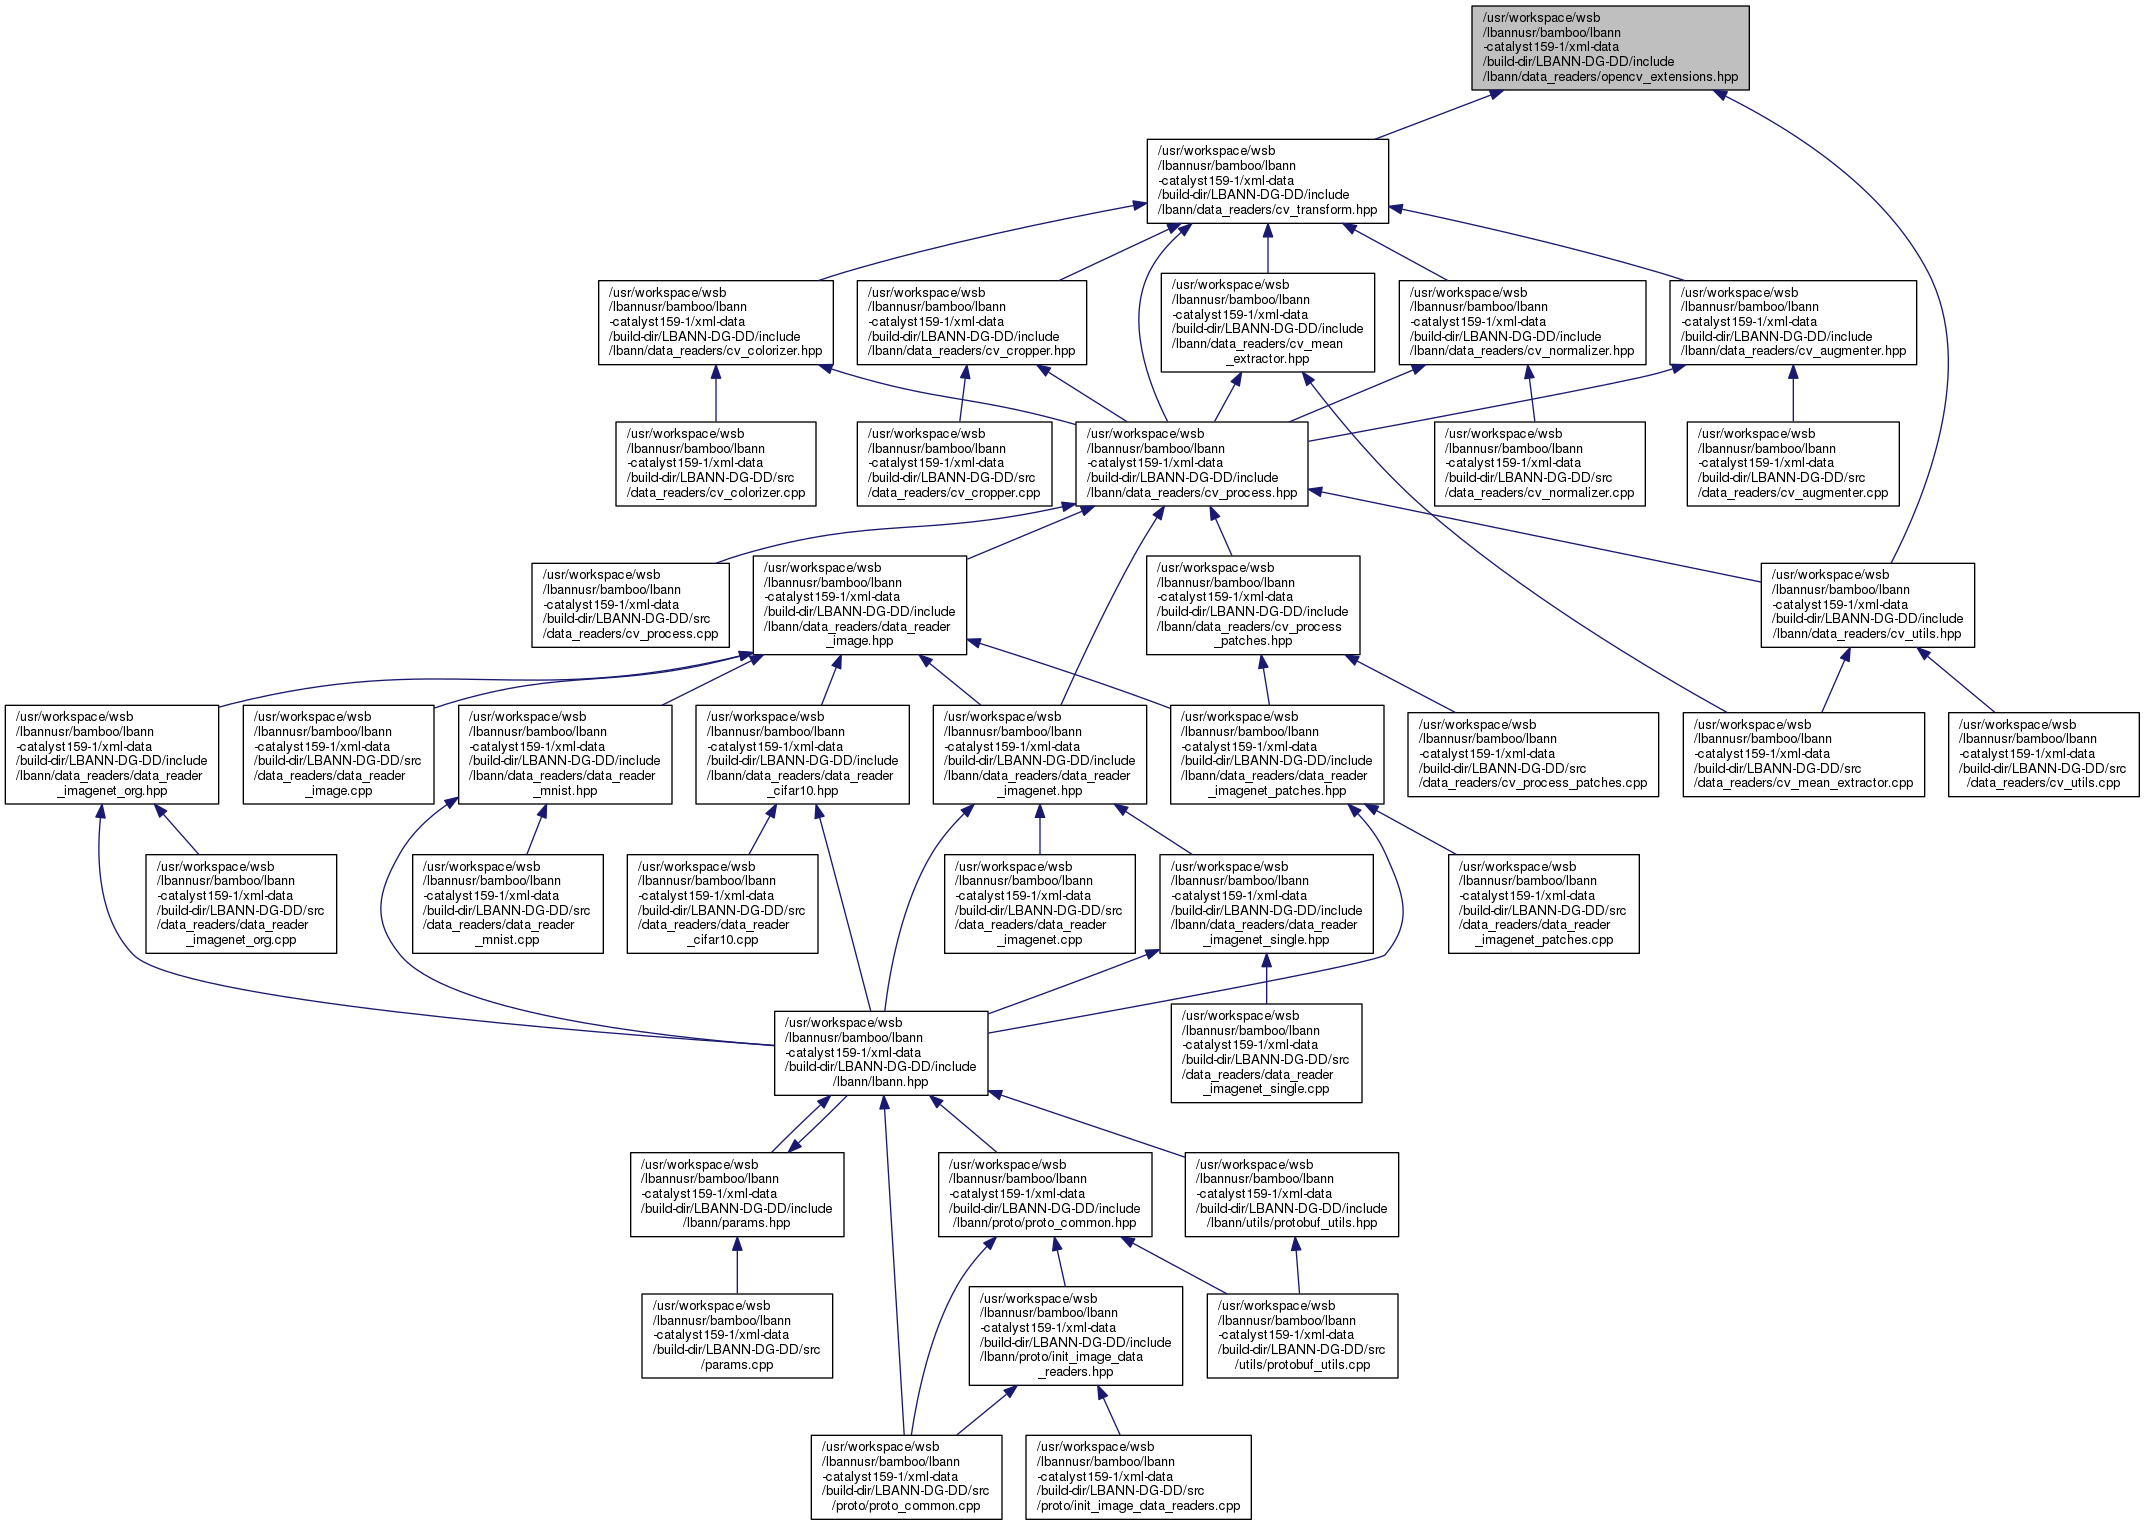 /usr/workspace/wsb
/lbannusr/bamboo/lbann
-catalyst159-1/xml-data
/build-dir/LBANN-DG-DD/include
/lbann/data_readers/opencv_extensions.hpp
/usr/workspace/wsb
/lbannusr/bamboo/lbann
-catalyst159-1/xml-data
/build-dir/LBANN-DG-DD/include
/lbann/data_readers/cv_transform.hpp
/usr/workspace/wsb
/lbannusr/bamboo/lbann
-catalyst159-1/xml-data
/build-dir/LBANN-DG-DD/include
/lbann/data_readers/cv_colorizer.hpp
/usr/workspace/wsb
/lbannusr/bamboo/lbann
-catalyst159-1/xml-data
/build-dir/LBANN-DG-DD/include
/lbann/data_readers/cv_cropper.hpp
/usr/workspace/wsb
/lbannusr/bamboo/lbann
-catalyst159-1/xml-data
/build-dir/LBANN-DG-DD/include
/lbann/data_readers/cv_mean
_extractor.hpp
/usr/workspace/wsb
/lbannusr/bamboo/lbann
-catalyst159-1/xml-data
/build-dir/LBANN-DG-DD/include
/lbann/data_readers/cv_normalizer.hpp
/usr/workspace/wsb
/lbannusr/bamboo/lbann
-catalyst159-1/xml-data
/build-dir/LBANN-DG-DD/include
/lbann/data_readers/cv_augmenter.hpp
/usr/workspace/wsb
/lbannusr/bamboo/lbann
-catalyst159-1/xml-data
/build-dir/LBANN-DG-DD/src
/data_readers/cv_colorizer.cpp
/usr/workspace/wsb
/lbannusr/bamboo/lbann
-catalyst159-1/xml-data
/build-dir/LBANN-DG-DD/src
/data_readers/cv_cropper.cpp
/usr/workspace/wsb
/lbannusr/bamboo/lbann
-catalyst159-1/xml-data
/build-dir/LBANN-DG-DD/include
/lbann/data_readers/cv_process.hpp
/usr/workspace/wsb
/lbannusr/bamboo/lbann
-catalyst159-1/xml-data
/build-dir/LBANN-DG-DD/src
/data_readers/cv_normalizer.cpp
/usr/workspace/wsb
/lbannusr/bamboo/lbann
-catalyst159-1/xml-data
/build-dir/LBANN-DG-DD/src
/data_readers/cv_augmenter.cpp
/usr/workspace/wsb
/lbannusr/bamboo/lbann
-catalyst159-1/xml-data
/build-dir/LBANN-DG-DD/src
/data_readers/cv_process.cpp
/usr/workspace/wsb
/lbannusr/bamboo/lbann
-catalyst159-1/xml-data
/build-dir/LBANN-DG-DD/include
/lbann/data_readers/data_reader
_image.hpp
/usr/workspace/wsb
/lbannusr/bamboo/lbann
-catalyst159-1/xml-data
/build-dir/LBANN-DG-DD/include
/lbann/data_readers/cv_process
_patches.hpp
/usr/workspace/wsb
/lbannusr/bamboo/lbann
-catalyst159-1/xml-data
/build-dir/LBANN-DG-DD/include
/lbann/data_readers/cv_utils.hpp
/usr/workspace/wsb
/lbannusr/bamboo/lbann
-catalyst159-1/xml-data
/build-dir/LBANN-DG-DD/include
/lbann/data_readers/data_reader
_imagenet_org.hpp
/usr/workspace/wsb
/lbannusr/bamboo/lbann
-catalyst159-1/xml-data
/build-dir/LBANN-DG-DD/src
/data_readers/data_reader
_image.cpp
/usr/workspace/wsb
/lbannusr/bamboo/lbann
-catalyst159-1/xml-data
/build-dir/LBANN-DG-DD/include
/lbann/data_readers/data_reader
_mnist.hpp
/usr/workspace/wsb
/lbannusr/bamboo/lbann
-catalyst159-1/xml-data
/build-dir/LBANN-DG-DD/include
/lbann/data_readers/data_reader
_cifar10.hpp
/usr/workspace/wsb
/lbannusr/bamboo/lbann
-catalyst159-1/xml-data
/build-dir/LBANN-DG-DD/include
/lbann/data_readers/data_reader
_imagenet.hpp
/usr/workspace/wsb
/lbannusr/bamboo/lbann
-catalyst159-1/xml-data
/build-dir/LBANN-DG-DD/include
/lbann/data_readers/data_reader
_imagenet_patches.hpp
/usr/workspace/wsb
/lbannusr/bamboo/lbann
-catalyst159-1/xml-data
/build-dir/LBANN-DG-DD/src
/data_readers/cv_process_patches.cpp
/usr/workspace/wsb
/lbannusr/bamboo/lbann
-catalyst159-1/xml-data
/build-dir/LBANN-DG-DD/src
/data_readers/cv_mean_extractor.cpp
/usr/workspace/wsb
/lbannusr/bamboo/lbann
-catalyst159-1/xml-data
/build-dir/LBANN-DG-DD/src
/data_readers/cv_utils.cpp
/usr/workspace/wsb
/lbannusr/bamboo/lbann
-catalyst159-1/xml-data
/build-dir/LBANN-DG-DD/src
/data_readers/data_reader
_imagenet_org.cpp
/usr/workspace/wsb
/lbannusr/bamboo/lbann
-catalyst159-1/xml-data
/build-dir/LBANN-DG-DD/src
/data_readers/data_reader
_mnist.cpp
/usr/workspace/wsb
/lbannusr/bamboo/lbann
-catalyst159-1/xml-data
/build-dir/LBANN-DG-DD/src
/data_readers/data_reader
_cifar10.cpp
/usr/workspace/wsb
/lbannusr/bamboo/lbann
-catalyst159-1/xml-data
/build-dir/LBANN-DG-DD/src
/data_readers/data_reader
_imagenet.cpp
/usr/workspace/wsb
/lbannusr/bamboo/lbann
-catalyst159-1/xml-data
/build-dir/LBANN-DG-DD/include
/lbann/data_readers/data_reader
_imagenet_single.hpp
/usr/workspace/wsb
/lbannusr/bamboo/lbann
-catalyst159-1/xml-data
/build-dir/LBANN-DG-DD/src
/data_readers/data_reader
_imagenet_patches.cpp
/usr/workspace/wsb
/lbannusr/bamboo/lbann
-catalyst159-1/xml-data
/build-dir/LBANN-DG-DD/include
/lbann/lbann.hpp
/usr/workspace/wsb
/lbannusr/bamboo/lbann
-catalyst159-1/xml-data
/build-dir/LBANN-DG-DD/src
/data_readers/data_reader
_imagenet_single.cpp
/usr/workspace/wsb
/lbannusr/bamboo/lbann
-catalyst159-1/xml-data
/build-dir/LBANN-DG-DD/include
/lbann/params.hpp
/usr/workspace/wsb
/lbannusr/bamboo/lbann
-catalyst159-1/xml-data
/build-dir/LBANN-DG-DD/include
/lbann/proto/proto_common.hpp
/usr/workspace/wsb
/lbannusr/bamboo/lbann
-catalyst159-1/xml-data
/build-dir/LBANN-DG-DD/include
/lbann/utils/protobuf_utils.hpp
/usr/workspace/wsb
/lbannusr/bamboo/lbann
-catalyst159-1/xml-data
/build-dir/LBANN-DG-DD/src
/params.cpp
/usr/workspace/wsb
/lbannusr/bamboo/lbann
-catalyst159-1/xml-data
/build-dir/LBANN-DG-DD/include
/lbann/proto/init_image_data
_readers.hpp
/usr/workspace/wsb
/lbannusr/bamboo/lbann
-catalyst159-1/xml-data
/build-dir/LBANN-DG-DD/src
/utils/protobuf_utils.cpp
/usr/workspace/wsb
/lbannusr/bamboo/lbann
-catalyst159-1/xml-data
/build-dir/LBANN-DG-DD/src
/proto/proto_common.cpp
/usr/workspace/wsb
/lbannusr/bamboo/lbann
-catalyst159-1/xml-data
/build-dir/LBANN-DG-DD/src
/proto/init_image_data_readers.cpp